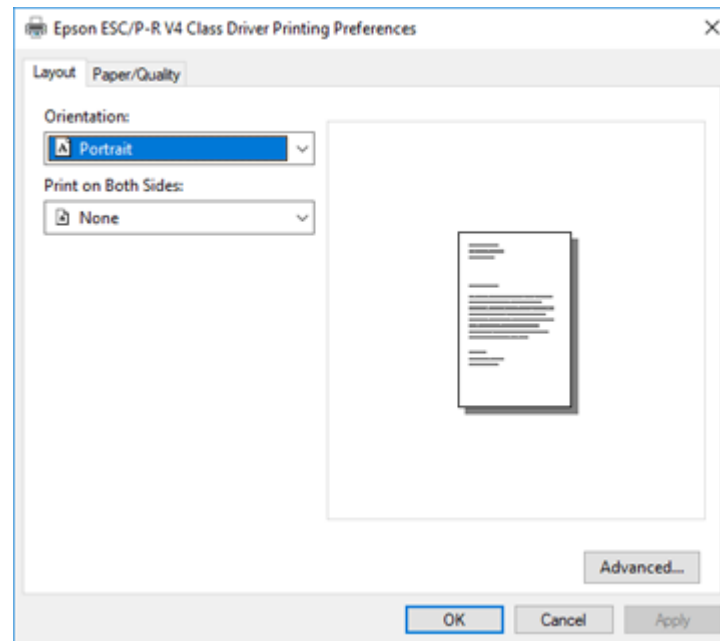 Epson ESC/P-R V4 Class Driver Printing Preferences
Layout Paper/Quality
Orientation:
Portrait
Print on Both Sides:
None
Advanced...
OK Cancel Apply